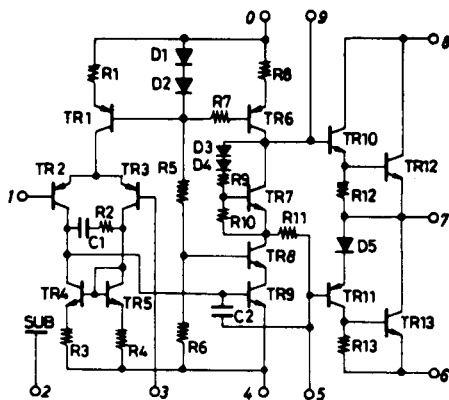 0 9
D1 R1 R8 8
D2
R7
TR1 TR6
D3 TR10
D4 TR12
TR2 TR3 R5 R9
1 TR7 R12
R2 R10 R11 7
C1
TR8 D5
TR4 TR5 TR9 TR11
C2 TR13
SUB R3 R4 R6 R13
2 3 4 5 6